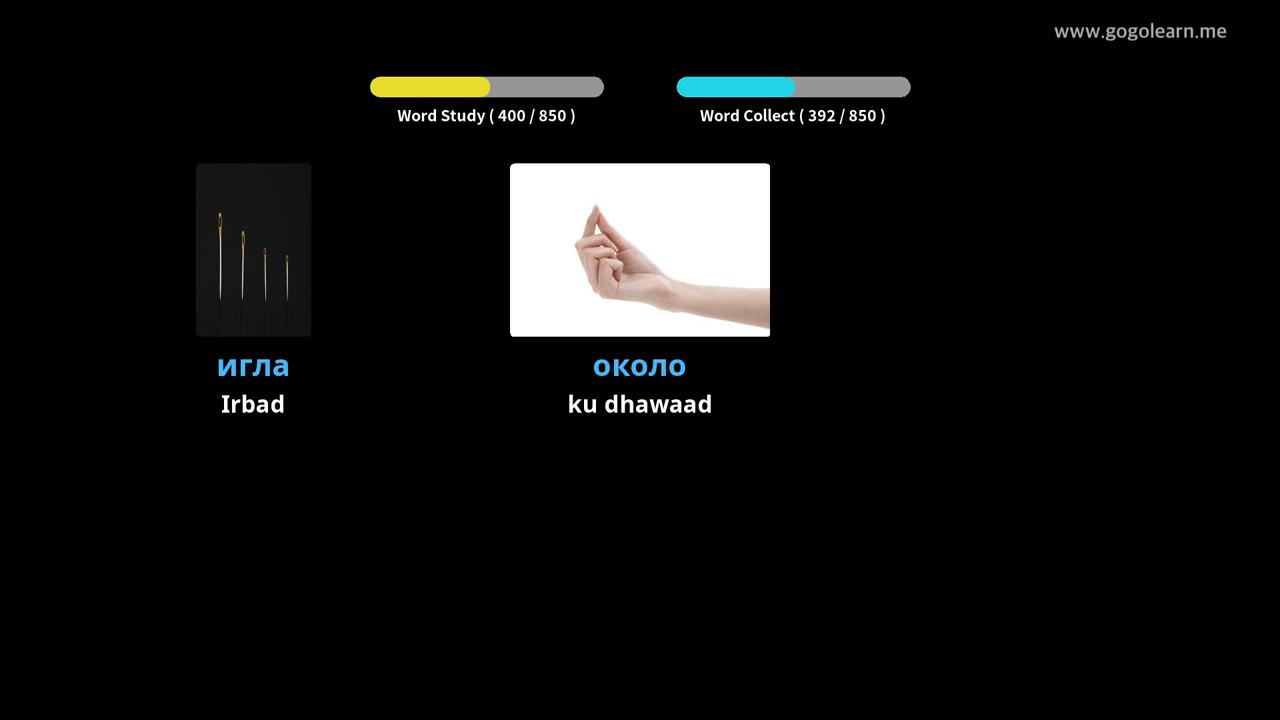 www.gogolearn.me
Word Study ( 400 / 850 )
Word Collect ( 392 / 850 )
игла
Irbad
около
ku dhawaad